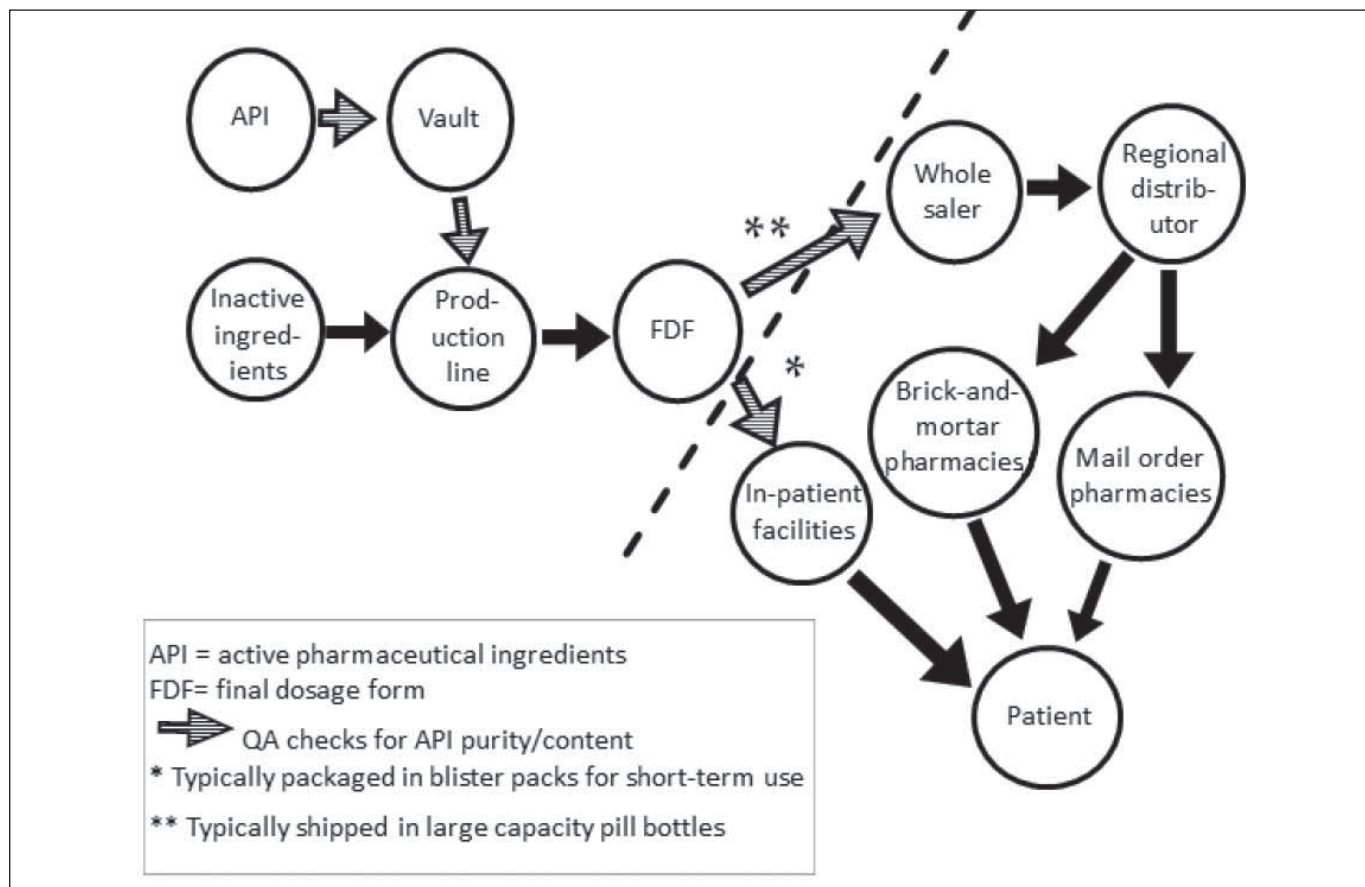 API
Vault
Whole
saler
Regional
distrib-
utor
**
Inactive
ingred-
ients
Prod-
uction
line
FDF
*
Brick-and-
mortar
pharmacies
Mail order
pharmacies
In-patient
facilities
Patient
API = active pharmaceutical ingredients
FDF= final dosage form
QA checks for API purity/content
* Typically packaged in blister packs for short-term use
** Typically shipped in large capacity pill bottles